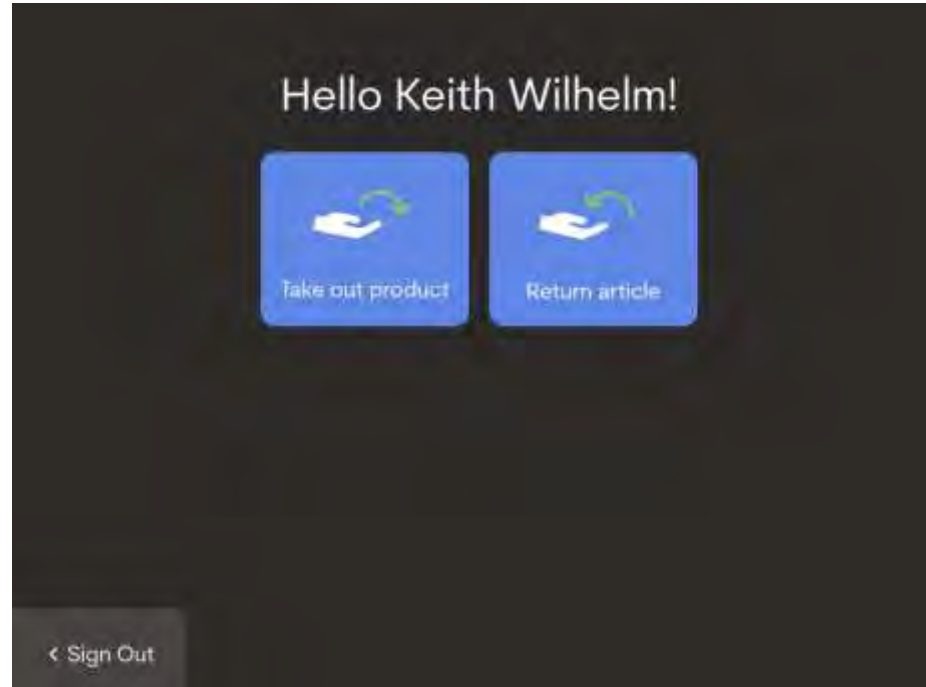 Hello Keith Wilhelm!
Take out product
Return article
< Sign Out